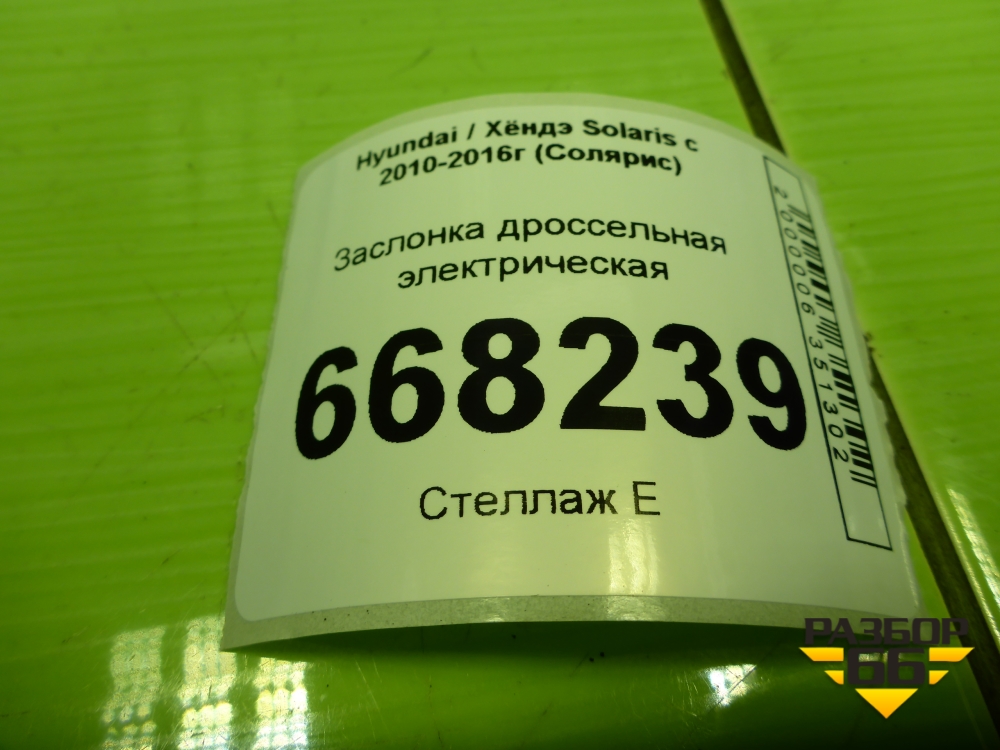 Hyundai / Хёндэ Solaris с
2010-2016г (Солярис)
Заслонка дроссельная
электрическая
668239
Стеллаж Е
2000006351302
РАЗБОР
66